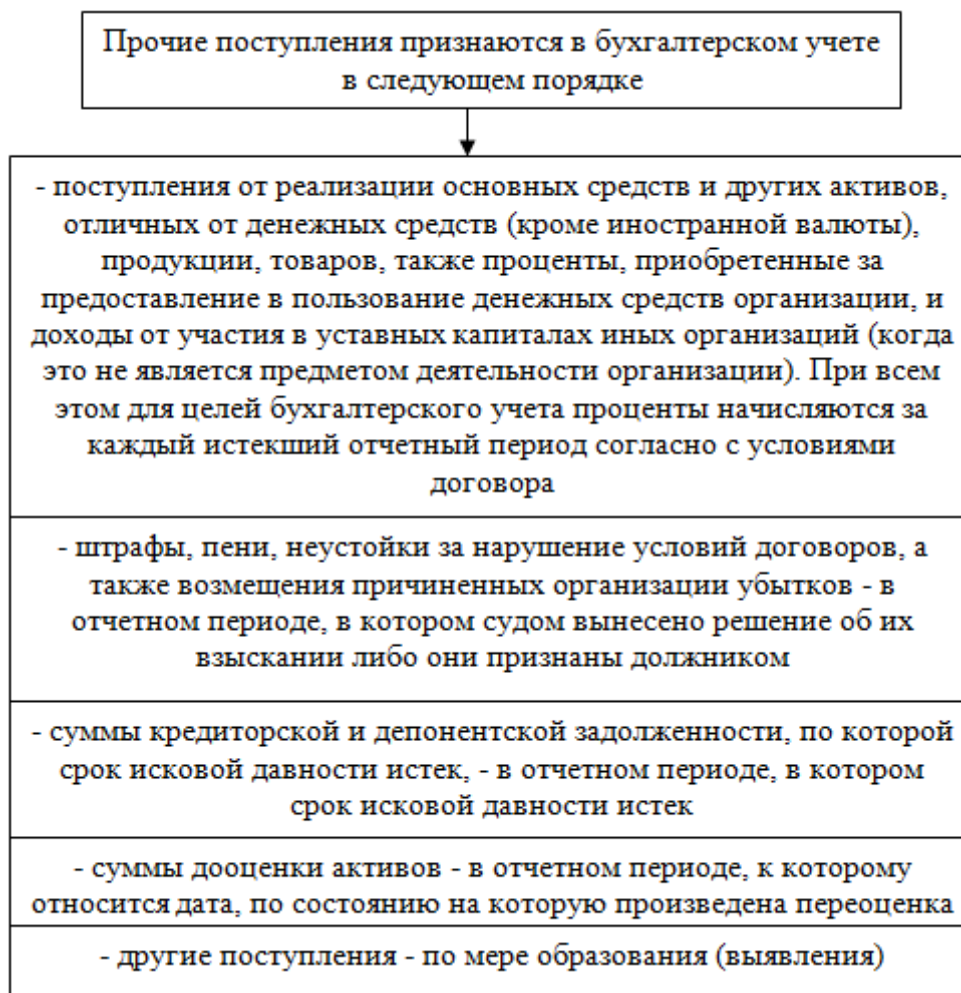 Прочие поступления признаются в бухгалтерском учете
в следующем порядке
- поступления от реализации основных средств и других активов,
отличных от денежных средств (кроме иностранной валюты),
продукции, товаров, также проценты, приобретенные за
предоставление в пользование денежных средств организации, и
доходы от участия в уставных капиталах иных организаций (когда
это не является предметом деятельности организации). При всем
этом для целей бухгалтерского учета проценты начисляются за
каждый истекший отчетный период согласно с условиями
договора
- штрафы, пени, неустойки за нарушение условий договоров, а
также возмещения причиненных организации убытков - в
отчетном периоде, в котором судом вынесено решение об их
взыскании либо они признаны должником
- суммы кредиторской и депонентской задолженности, по которой
срок исковой давности истек, - в отчетном периоде, в котором
срок исковой давности истек
- суммы дооценки активов - в отчетном периоде, к которому
относится дата, по состоянию на которую произведена переоценка
- другие поступления - по мере образования (выявления)